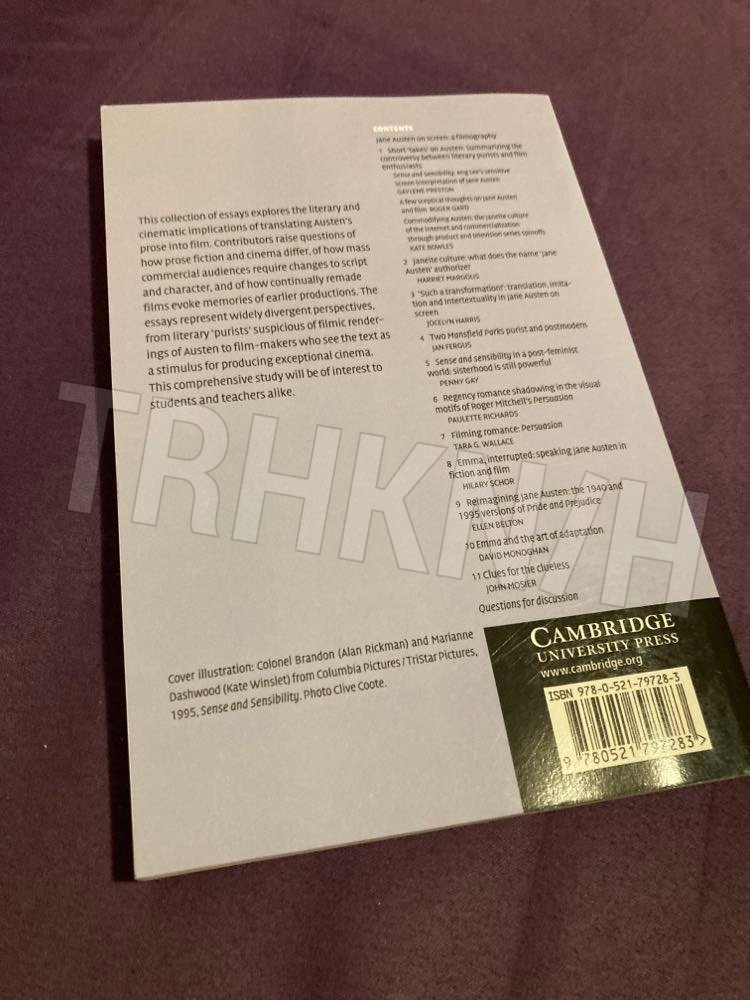 This collection of essays explores the literary and
cinematic implications of translating Austen's
prose into film. Contributors raise questions of
how prose fiction and cinema differ, of how mass
commercial audiences require changes to script
and character, and of how continually remade
films evoke memories of earlier productions. The
essays represent widely divergent perspectives,
from literary 'purists' suspicious of filmic render-
ings of Austen to film-makers who see the text as
a stimulus for producing exceptional cinema.
This comprehensive study will be of interest to
students and teachers alike.
CONTENTS
Jane Austen on screen: a filmography
1 Short 'takes' on Austen: Summarizing the
controversy between literary purists and film
enthusiasts
Sense and Sensibility: Ang Lee's sensitive
screen interpretation of Jane Austen
GAYLENE PRESTON
A few sceptical thoughts on Jane Austen
and film ROGER GARD
Commodifying Austen: the Janeite culture
of the Internet and commercialization
through product and television series spinoffs
KATE BOWLES
2 Janeite culture: what does the name 'Jane
Austen' authorize?
HARRIET MARGOLIS
3 'Such a transformation!': translation, imita-
tion and intertextuality in Jane Austen on
screen
JOCELYN HARRIS
4 Two Mansfield Parks purist and postmodern
JAN FERGUS
5 Sense and sensibility in a post-feminist
world: sisterhood is still powerful
PENNY GAY
6 Regency romance shadowing in the visual
motifs of Roger Mitchell's Persuasion
PAULETTE RICHARDS
7 Filming romance: Persuasion
TARA G. WALLACE
8 Emma, interrupted: speaking Jane Austen in
fiction and film
HILARY SCHOR
9 Reimagining Jane Austen: the 1940 and
1995 versions of Pride and Prejudice
ELLEN BELTON
10 Emma and the art of adaptation
DAVID MONOGHAN
11 Clues for the clueless
JOHN MOSIER
Questions for discussion
Cover illustration: Colonel Brandon (Alan Rickman) and Marianne
Dashwood (Kate Winslet) from Columbia Pictures / TriStar Pictures,
1995, Sense and Sensibility. Photo Clive Coote.
CAMBRIDGE
UNIVERSITY PRESS
www.cambridge.org
ISBN 978-0-521-79728-3
9 780521 797283 >